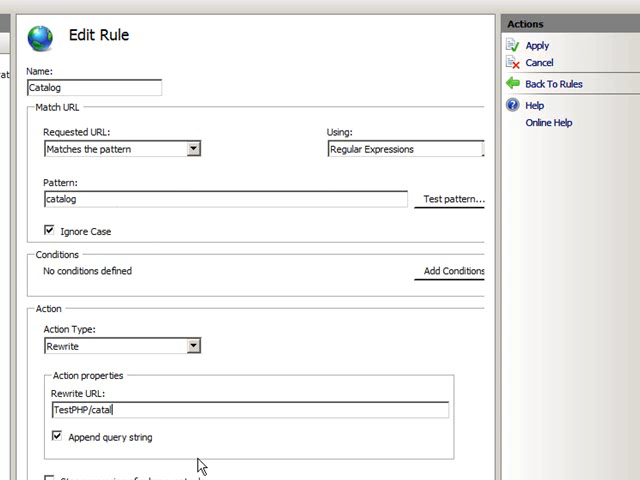 Edit Rule
Name:
Catalog
Match URL
Requested URL:
Using:
Matches the pattern
Regular Expressions
Pattern:
catalog
Test pattern...
Ignore Case
Conditions
No conditions defined
Add Conditions
Action
Action Type:
Rewrite
Action properties
Rewrite URL:
TestPHP/catal
Append query string
Actions
Apply
Cancel
Back To Rules
Help
Online Help